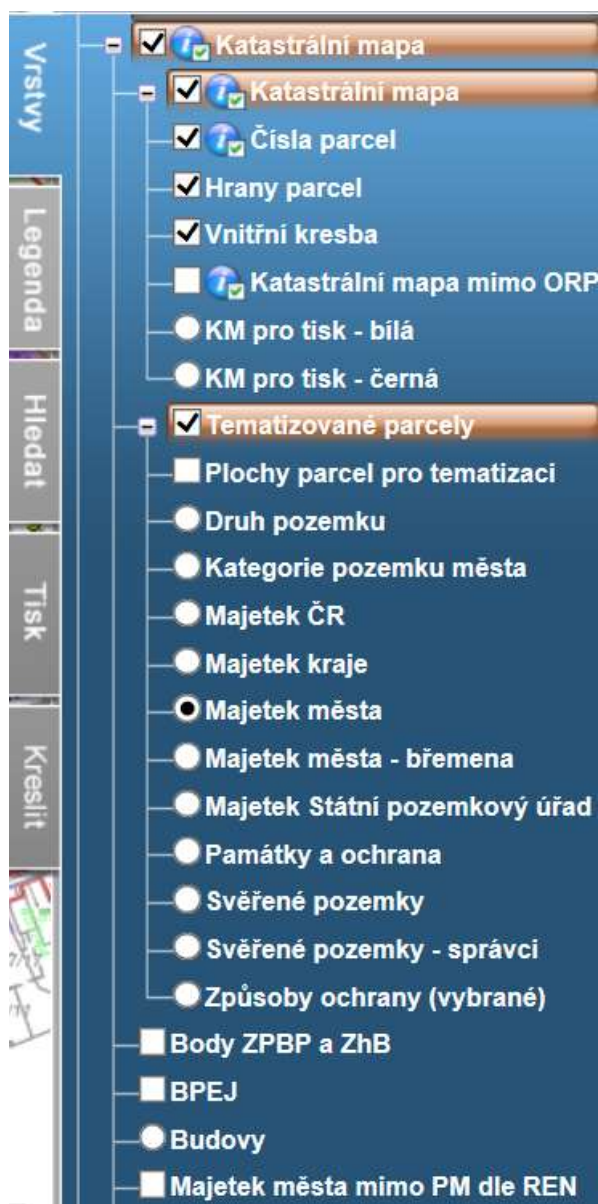 Vrstvy
Legenda
Hledat
Tisk
Kreslit
Katastrální mapa
Katastrální mapa
Čísla parcel
Hrany parcel
Vnitřní kresba
Katastrální mapa mimo ORP
KM pro tisk - bílá
KM pro tisk - černá
Tematizované parcely
Plochy parcel pro tematizaci
Druh pozemku
Kategorie pozemku města
Majetek ČR
Majetek kraje
Majetek města
Majetek města - břemena
Majetek Státní pozemkový úřad
Památky a ochrana
Svěřené pozemky
Svěřené pozemky - správci
Způsoby ochrany (vybrané)
Body ZPBP a ZhB
BPEJ
Budovy
Majetek města mimo PM dle REN